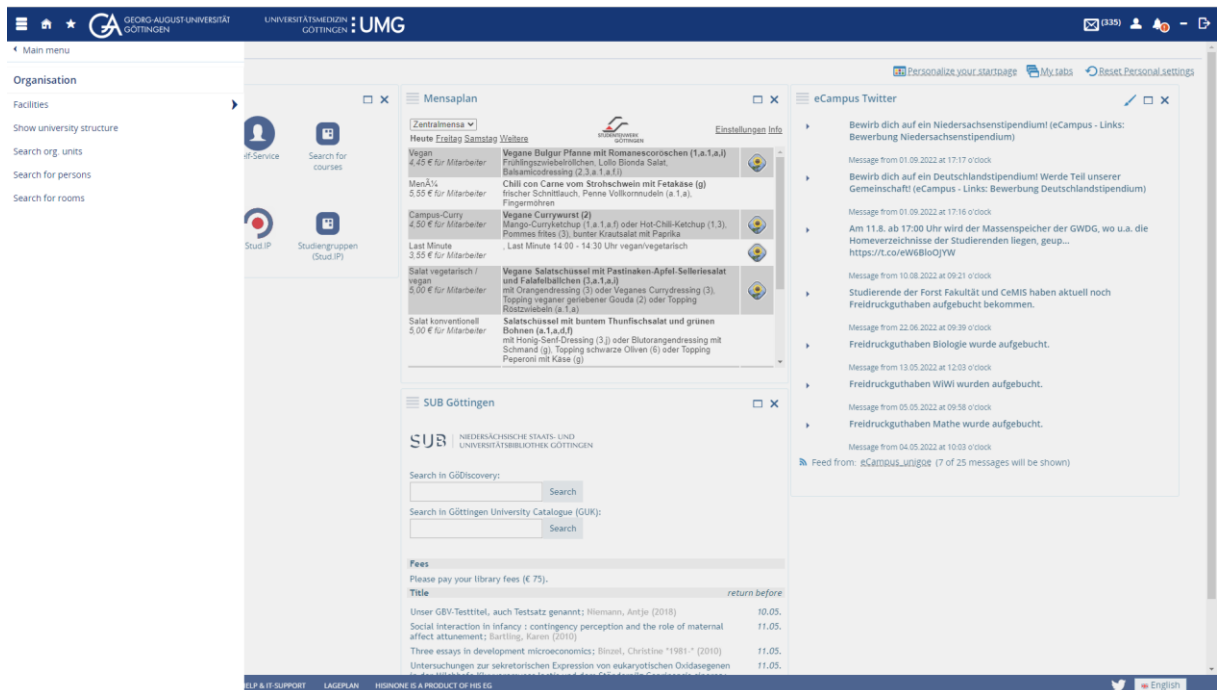 GEORG-AUGUST-UNIVERSITÄT
GÖTTINGEN
UNIVERSITÄTSMEDIZIN
GÖTTINGEN
UMG
(335)
Main menu
Organisation
Facilities
Show university structure
Search org. units
Search for persons
Search for rooms
Personalize your startpage
My tabs
Reset Personal settings
lf-Service
Search for
courses
Stud.IP
Studiengruppen
(Stud.IP)
Mensaplan
Zentralmensa
Heute Freitag Samstag Weitere
STUDENTENWERK
GÖTTINGEN
Einstellungen Info
Vegan
4,45 € für Mitarbeiter
Vegane Bulgur Pfanne mit Romanescoröschen (1,a.1,a,i)
Frühlingszwiebelröllchen, Lollo Bionda Salat,
Balsamicodressing (2,3,a.1,a,f,i)
MenÃ¼
5,55 € für Mitarbeiter
Chili con Carne vom Strohschwein mit Fetakäse (g)
frischer Schnittlauch, Penne Vollkornnudeln (a.1,a),
Fingermöhren
Campus-Curry
4,50 € für Mitarbeiter
Vegane Currywurst (2)
Mango-Curryketchup (1,a.1,a,f) oder Hot-Chili-Ketchup (1,3),
Pommes frites (3), bunter Krautsalat mit Paprika
Last Minute
3,55 € für Mitarbeiter
, Last Minute 14:00 - 14:30 Uhr vegan/vegetarisch
Salat vegetarisch /
vegan
5,00 € für Mitarbeiter
Vegane Salatschüssel mit Pastinaken-Apfel-Selleriesalat
und Falafelbällchen (3,a.1,a,i)
mit Orangendressing (3) oder Veganes Currydressing (3),
Topping veganer geriebener Gouda (2) oder Topping
Röstzwiebeln (a.1,a)
Salat konventionell
5,00 € für Mitarbeiter
Salatschüssel mit buntem Thunfischsalat und grünen
Bohnen (a.1,a,d,f)
mit Honig-Senf-Dressing (3,j) oder Blutorangendressing mit
Schmand (g), Topping schwarze Oliven (6) oder Topping
Peperoni mit Käse (g)
SUB Göttingen
SUB
NIEDERSÄCHSISCHE STAATS- UND
UNIVERSITÄTSBIBLIOTHEK GÖTTINGEN
Search in GöDiscovery:
Search
Search in Göttingen University Catalogue (GUK):
Search
Fees
Please pay your library fees (€ 75).
Title return before
Unser GBV-Testtitel, auch Testsatz genannt; Niemann, Antje (2018) 10.05.
Social interaction in infancy : contingency perception and the role of maternal 11.05.
affect attunement; Bartling, Karen (2010)
Three essays in development microeconomics; Binzel, Christine "1981-" (2010) 11.05.
Untersuchungen zur sekretorischen Expression von eukaryotischen Oxidasegenen 11.05.
eCampus Twitter
Bewirb dich auf ein Niedersachsenstipendium! (eCampus - Links:
Bewerbung Niedersachsenstipendium)
Message from 01.09.2022 at 17:17 o'clock
Bewirb dich auf ein Deutschlandstipendium! Werde Teil unserer
Gemeinschaft! (eCampus - Links: Bewerbung Deutschlandstipendium)
Message from 01.09.2022 at 17:16 o'clock
Am 11.8. ab 17:00 Uhr wird der Massenspeicher der GWDG, wo u.a. die
Homeverzeichnisse der Studierenden liegen, geup...
https://t.co/eW6BloOJYW
Message from 10.08.2022 at 09:21 o'clock
Studierende der Forst Fakultät und CeMIS haben aktuell noch
Freidruckguthaben aufgebucht bekommen.
Message from 22.06.2022 at 09:39 o'clock
Freidruckguthaben Biologie wurde aufgebucht.
Message from 13.05.2022 at 12:03 o'clock
Freidruckguthaben WiWi wurden aufgebucht.
Message from 05.05.2022 at 09:58 o'clock
Freidruckguthaben Mathe wurde aufgebucht.
Message from 04.05.2022 at 10:03 o'clock
Feed from: eCampus_unigoe (7 of 25 messages will be shown)
ELP & IT-SUPPORT
LAGEPLAN
HISINONE IS A PRODUCT OF HIS EG
English